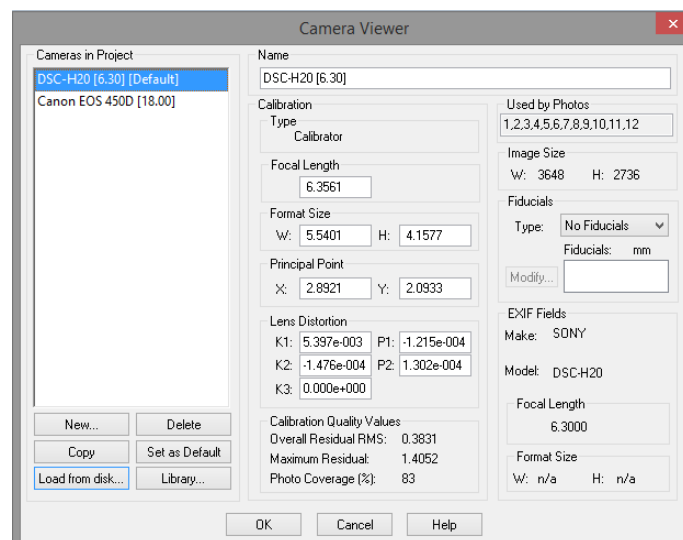 Camera Viewer
Cameras in Project
DSC-H20 [6.30] [Default]
Canon EOS 450D [18.00]
New... Delete
Copy Set as Default
Load from disk... Library...
Name
DSC-H20 [6.30]
Calibration
Type
Calibrator
Focal Length
6.3561
Format Size
W: 5.5401 H: 4.1577
Principal Point
X: 2.8921 Y: 2.0933
Lens Distortion
K1: 5.397e-003 P1: -1.215e-004
K2: -1.476e-004 P2: 1.302e-004
K3: 0.000e+000
Calibration Quality Values
Overall Residual RMS: 0.3831
Maximum Residual: 1.4052
Photo Coverage (%): 83
Used by Photos
1,2,3,4,5,6,7,8,9,10,11,12
Image Size
W: 3648 H: 2736
Fiducials
Type: No Fiducials
Fiducials: mm
Modify...
EXIF Fields
Make: SONY
Model: DSC-H20
Focal Length
6.3000
Format Size
W: n/a H: n/a
OK Cancel Help